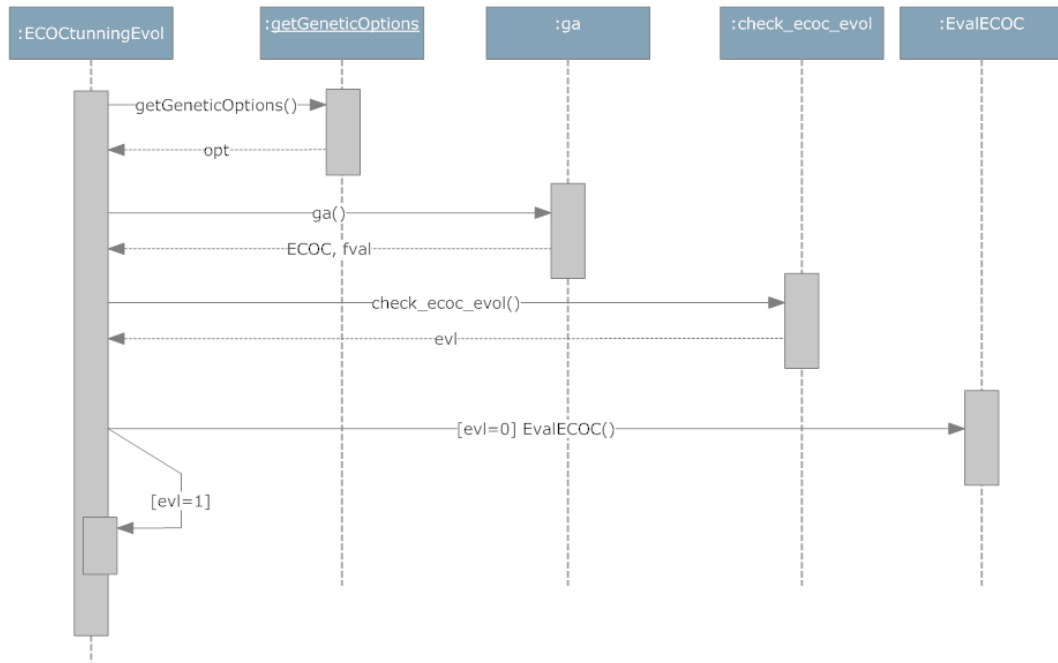 :ECOCtunningEvol
:getGeneticOptions
:ga
:check_ecoc_evol
:EvalECOC
getGeneticOptions()
opt
ga()
ECOC, fval
check_ecoc_evol()
evl
[evl=0] EvalECOC()
[evl=1]